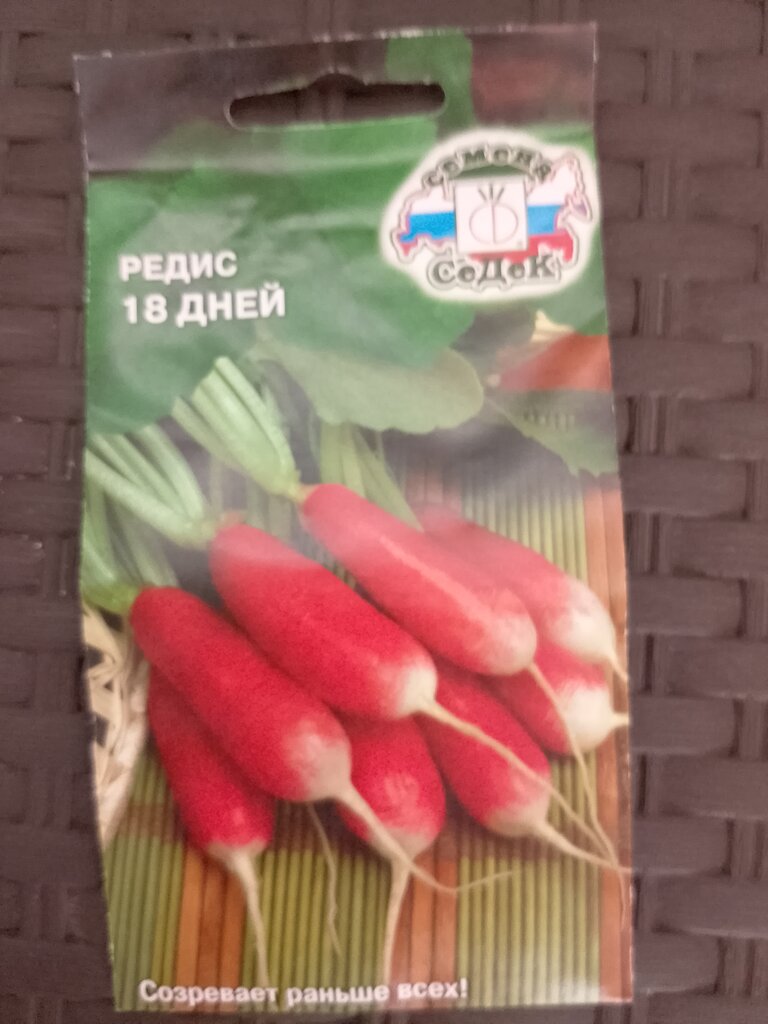 Семена
СеДеК
РЕДИС
18 ДНЕЙ
Созревает раньше всех!